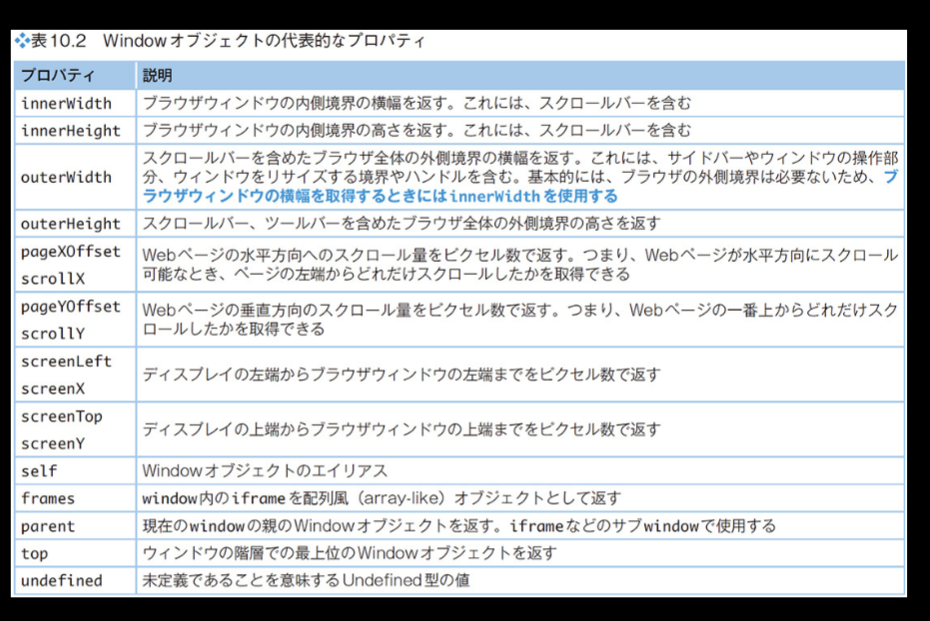 ❖表10.2 Windowオブジェクトの代表的なプロパティ
プロパティ 説明
innerWidth ブラウザウィンドウの内側境界の横幅を返す。これには、スクロールバーを含む
innerHeight ブラウザウィンドウの内側境界の高さを返す。これには、スクロールバーを含む
outerWidth スクロールバーを含めたブラウザ全体の外側境界の横幅を返す。これには、サイドバーやウィンドウの操作部
分、ウィンドウをリサイズする境界やハンドルを含む。基本的には、ブラウザの外側境界は必要ないため、ブ
ラウザウィンドウの横幅を取得するときにはinnerWidthを使用する
outerHeight スクロールバー、ツールバーを含めたブラウザ全体の外側境界の高さを返す
pageXOffset
scrollX
Webページの水平方向へのスクロール量をピクセル数で返す。つまり、Webページが水平方向にスクロール
可能なとき、ページの左端からどれだけスクロールしたかを取得できる
pageYOffset
scrollY
Webページの垂直方向のスクロール量をピクセル数で返す。つまり、Webページの一番上からどれだけスク
ロールしたかを取得できる
screenLeft
screenX
ディスプレイの左端からブラウザウィンドウの左端までをピクセル数で返す
screenTop
screenY
ディスプレイの上端からブラウザウィンドウの上端までをピクセル数で返す
self Windowオブジェクトのエイリアス
frames window内のiframeを配列風（array-like）オブジェクトとして返す
parent 現在のwindowの親のWindowオブジェクトを返す。iframeなどのサブwindowで使用する
top ウィンドウの階層での最上位のWindowオブジェクトを返す
undefined 未定義であることを意味するUndefined型の値